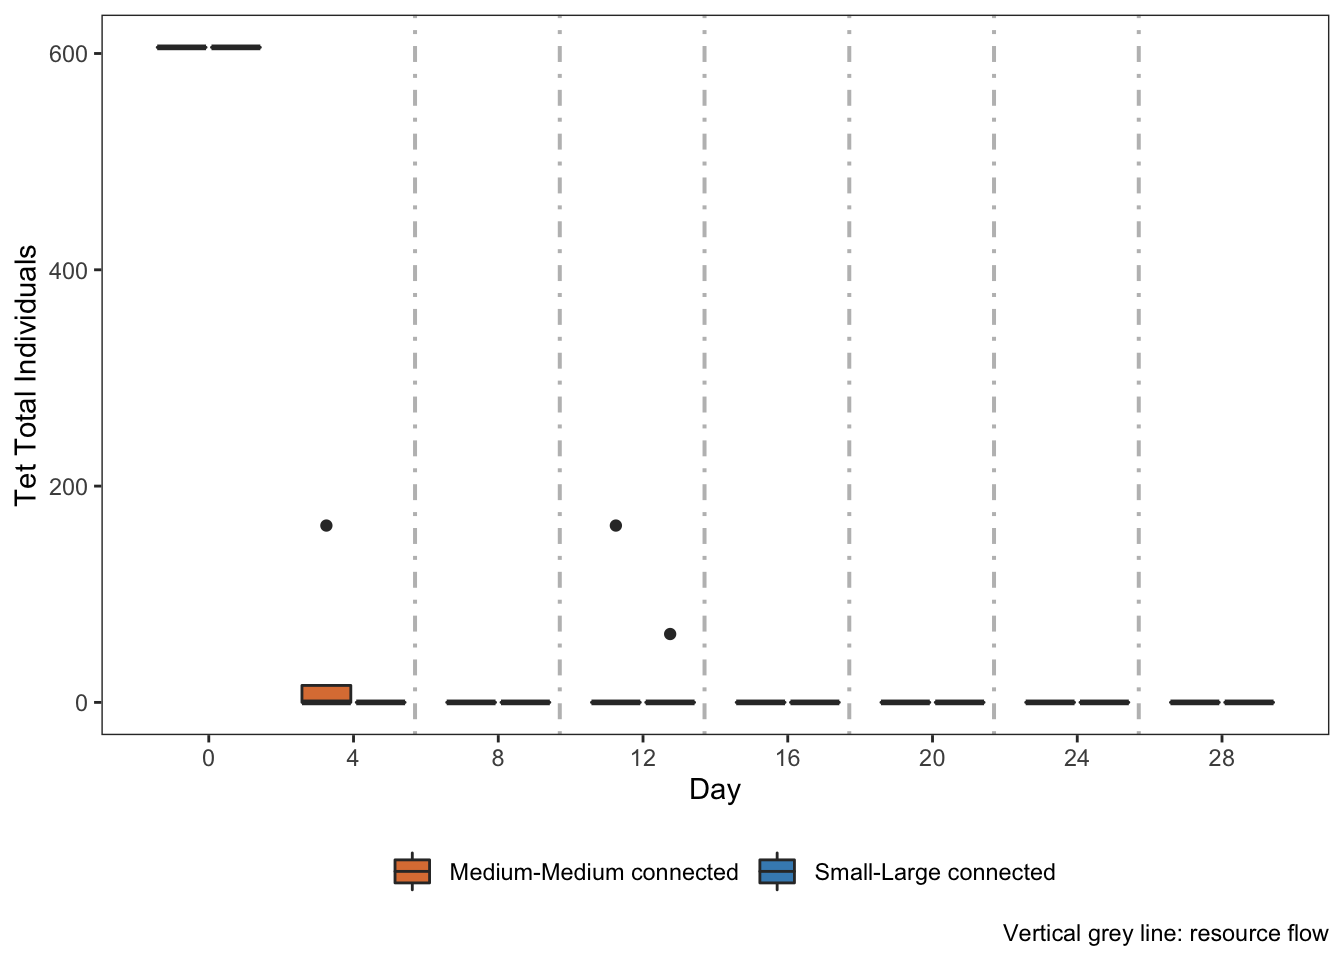 600
400
200
0
Tet Total Individuals
0 4 8 12 16 20 24 28
Day
Medium-Medium connected Small-Large connected
Vertical grey line: resource flow